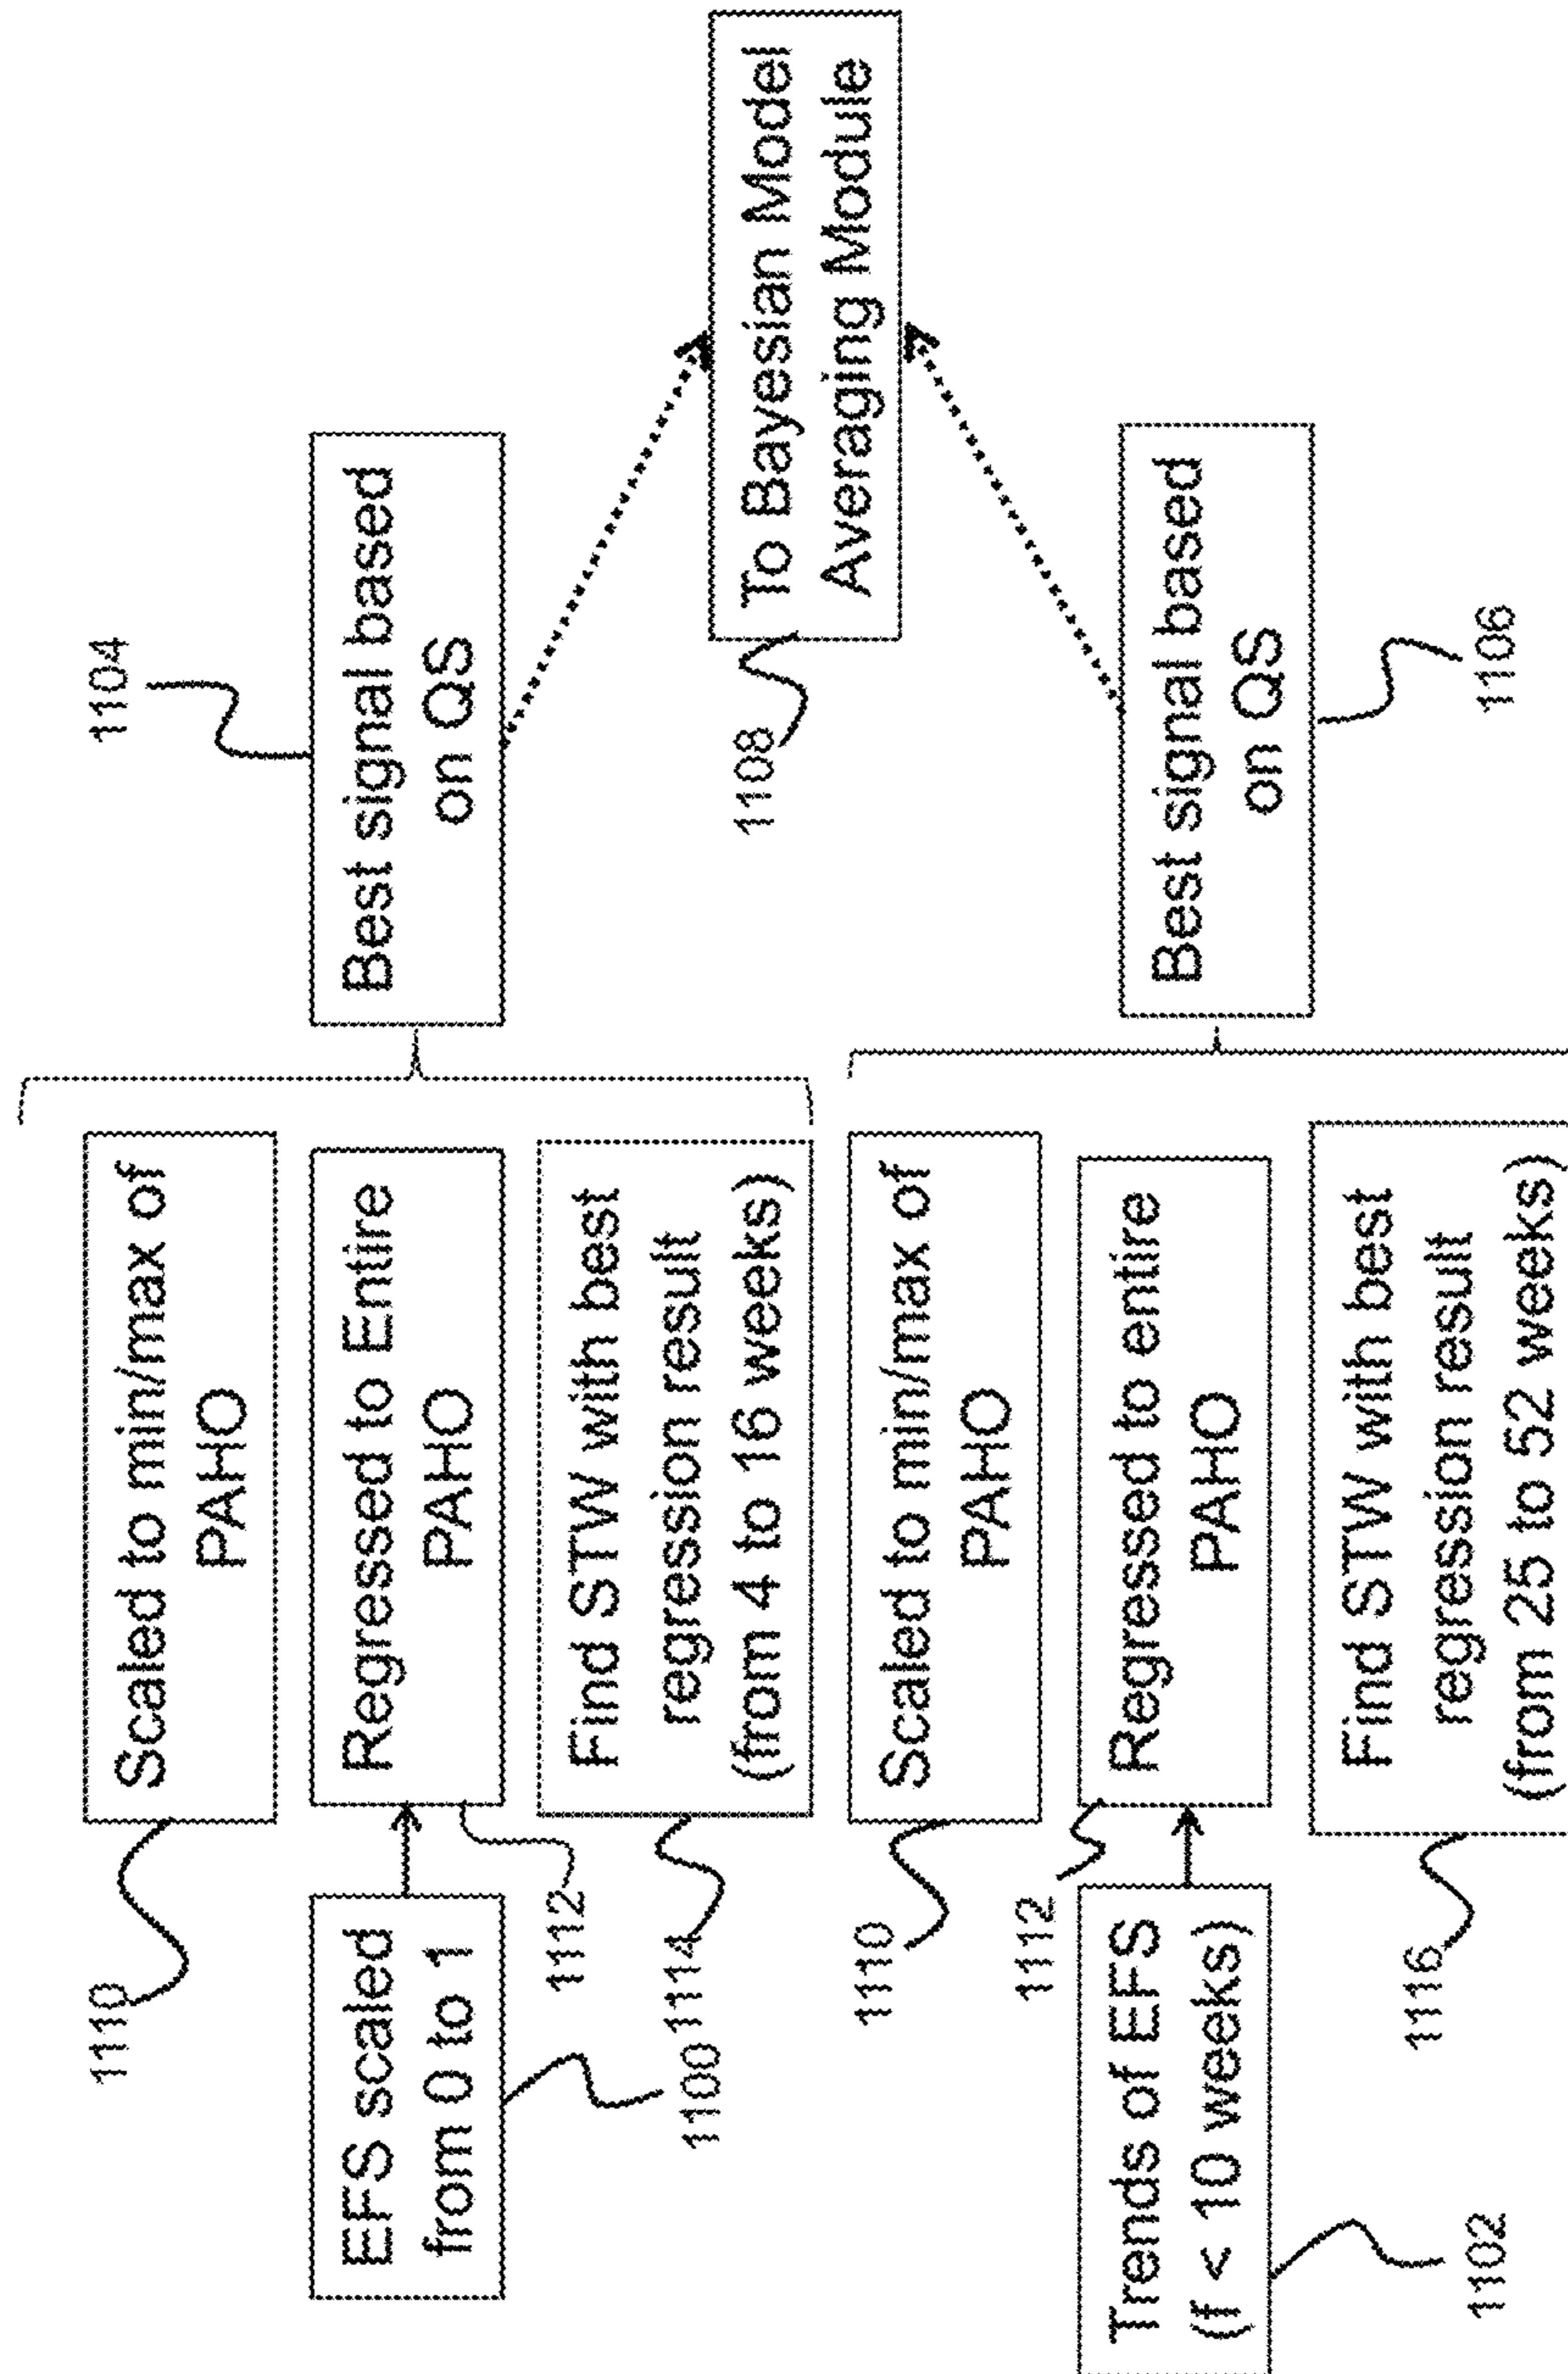 1110
Scaled to min/max of
PAHO
1104
EFS scaled
from 0 to 1
1100
1112
Regressed to Entire
PAHO
Best signal based
on QS
1114
Find STW with best
regression result
(from 4 to 16 weeks)
1108
To Bayesian Model
Averaging Module
1110
Scaled to min/max of
PAHO
1112
Trends of EFS
(f < 10 weeks)
1102
Regressed to entire
PAHO
Best signal based
on QS
1106
1116
Find STW with best
regression result
(from 25 to 52 weeks)